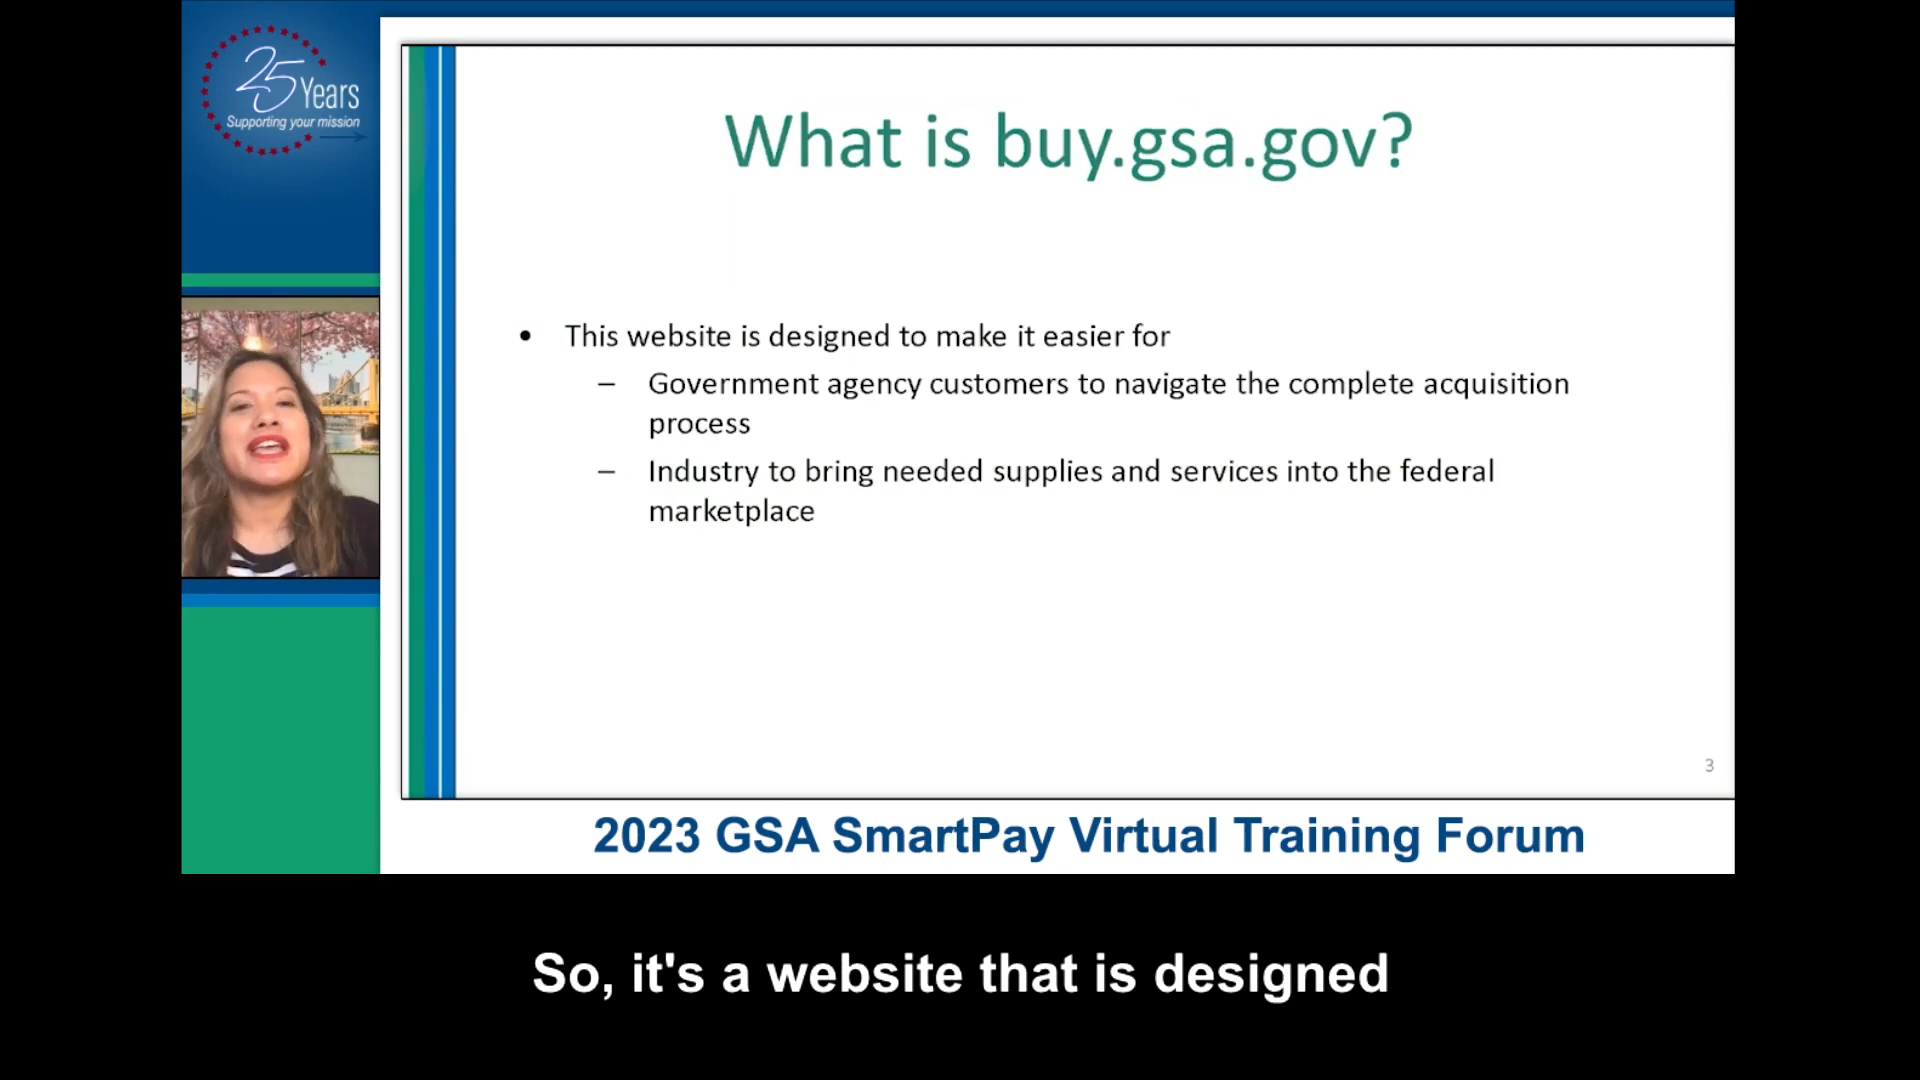 25 Years
Supporting your mission
What is buy.gsa.gov?
• This website is designed to make it easier for
– Government agency customers to navigate the complete acquisition
process
– Industry to bring needed supplies and services into the federal
marketplace
3
2023 GSA SmartPay Virtual Training Forum
So, it's a website that is designed